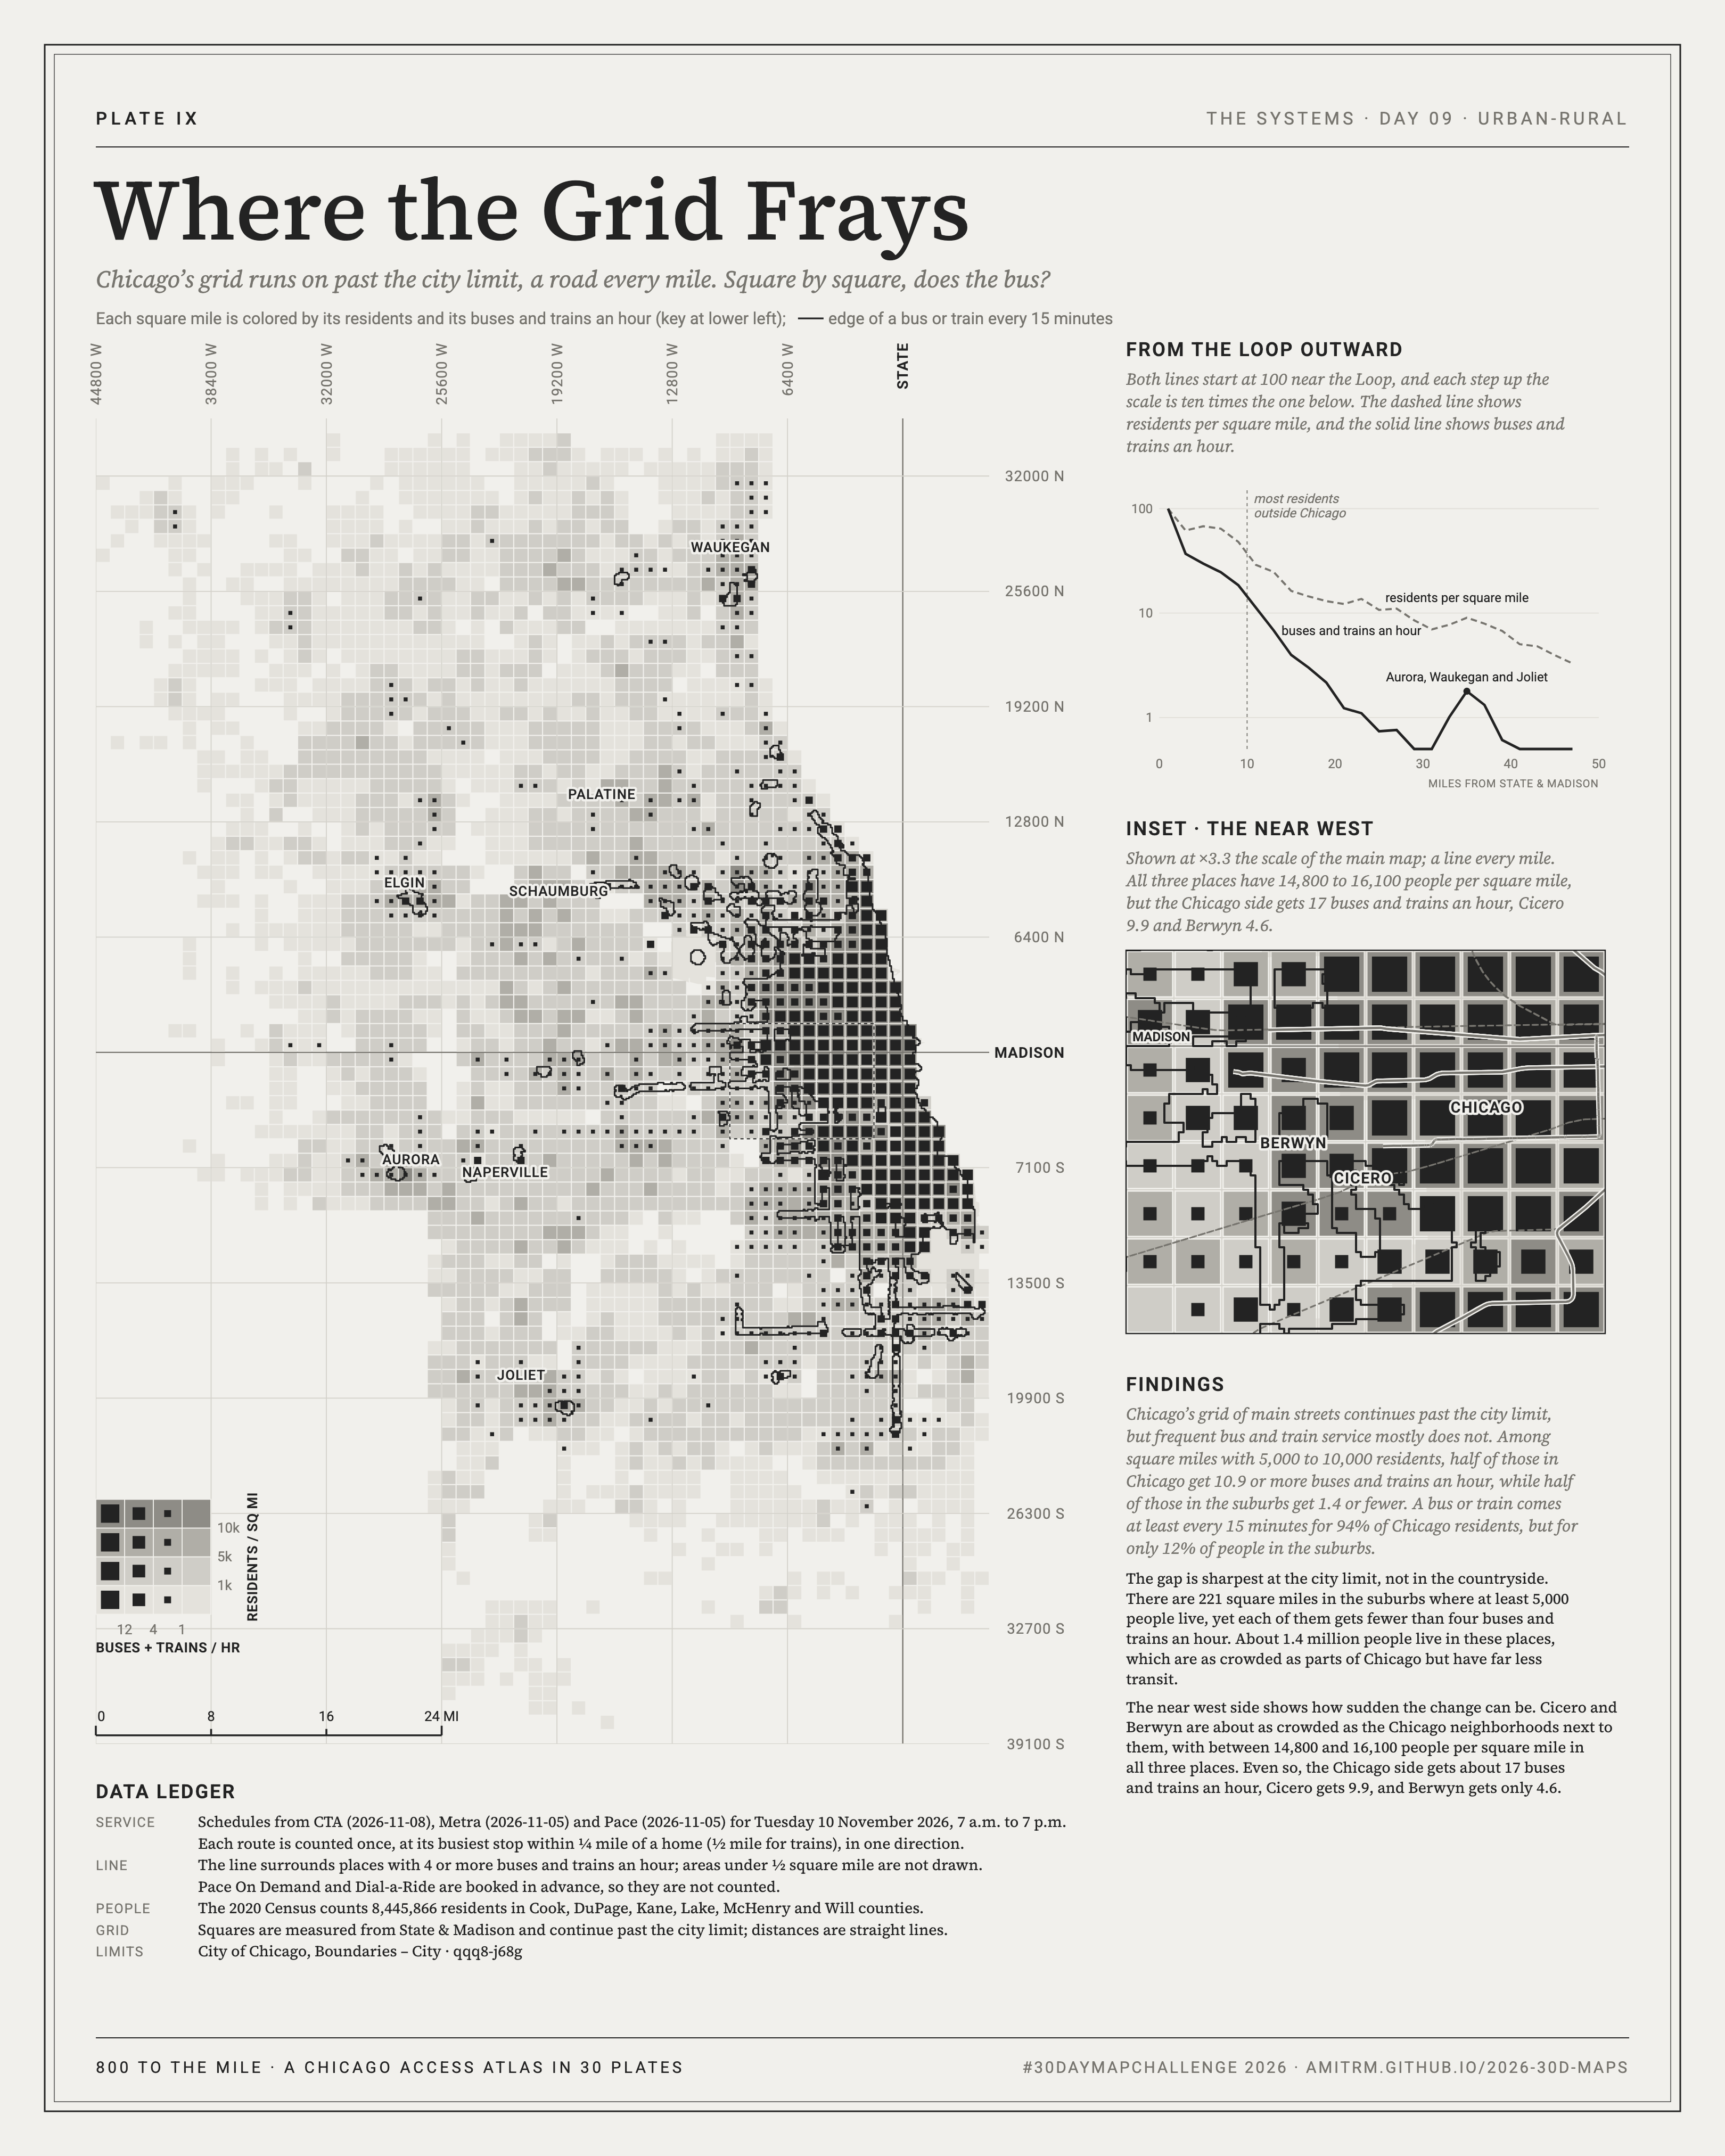 PLATE IX
THE SYSTEMS · DAY 09 · URBAN-RURAL
Where the Grid Frays
Chicago’s grid runs on past the city limit, a road every mile. Square by square, does the bus?
Each square mile is colored by its residents and its buses and trains an hour (key at lower left); edge of a bus or train every 15 minutes
44800 W
38400 W
32000 W
25600 W
19200 W
12800 W
6400 W
STATE
32000 N
25600 N
19200 N
12800 N
6400 N
MADISON
7100 S
13500 S
19900 S
26300 S
32700 S
39100 S
WAUKEGAN
PALATINE
ELGIN
SCHAUMBURG
AURORA
NAPERVILLE
JOLIET
10k
5k
1k
RESIDENTS / SQ MI
12 4 1
BUSES + TRAINS / HR
0 8 16 24 MI
FROM THE LOOP OUTWARD
Both lines start at 100 near the Loop, and each step up the
scale is ten times the one below. The dashed line shows
residents per square mile, and the solid line shows buses and
trains an hour.
most residents
outside Chicago
100
10
1
residents per square mile
buses and trains an hour
Aurora, Waukegan and Joliet
0 10 20 30 40 50
MILES FROM STATE & MADISON
INSET · THE NEAR WEST
Shown at ×3.3 the scale of the main map; a line every mile.
All three places have 14,800 to 16,100 people per square mile,
but the Chicago side gets 17 buses and trains an hour, Cicero
9.9 and Berwyn 4.6.
MADISON
CHICAGO
BERWYN
CICERO
FINDINGS
Chicago’s grid of main streets continues past the city limit,
but frequent bus and train service mostly does not. Among
square miles with 5,000 to 10,000 residents, half of those in
Chicago get 10.9 or more buses and trains an hour, while half
of those in the suburbs get 1.4 or fewer. A bus or train comes
at least every 15 minutes for 94% of Chicago residents, but for
only 12% of people in the suburbs.
The gap is sharpest at the city limit, not in the countryside.
There are 221 square miles in the suburbs where at least 5,000
people live, yet each of them gets fewer than four buses and
trains an hour. About 1.4 million people live in these places,
which are as crowded as parts of Chicago but have far less
transit.
The near west side shows how sudden the change can be. Cicero and
Berwyn are about as crowded as the Chicago neighborhoods next to
them, with between 14,800 and 16,100 people per square mile in
all three places. Even so, the Chicago side gets about 17 buses
and trains an hour, Cicero gets 9.9, and Berwyn gets only 4.6.
DATA LEDGER
SERVICE Schedules from CTA (2026-11-08), Metra (2026-11-05) and Pace (2026-11-05) for Tuesday 10 November 2026, 7 a.m. to 7 p.m.
Each route is counted once, at its busiest stop within ¼ mile of a home (½ mile for trains), in one direction.
LINE The line surrounds places with 4 or more buses and trains an hour; areas under ½ square mile are not drawn.
Pace On Demand and Dial-a-Ride are booked in advance, so they are not counted.
PEOPLE The 2020 Census counts 8,445,866 residents in Cook, DuPage, Kane, Lake, McHenry and Will counties.
GRID Squares are measured from State & Madison and continue past the city limit; distances are straight lines.
LIMITS City of Chicago, Boundaries – City · qqq8-j68g
800 TO THE MILE · A CHICAGO ACCESS ATLAS IN 30 PLATES
#30DAYMAPCHALLENGE 2026 · AMITRM.GITHUB.IO/2026-30D-MAPS